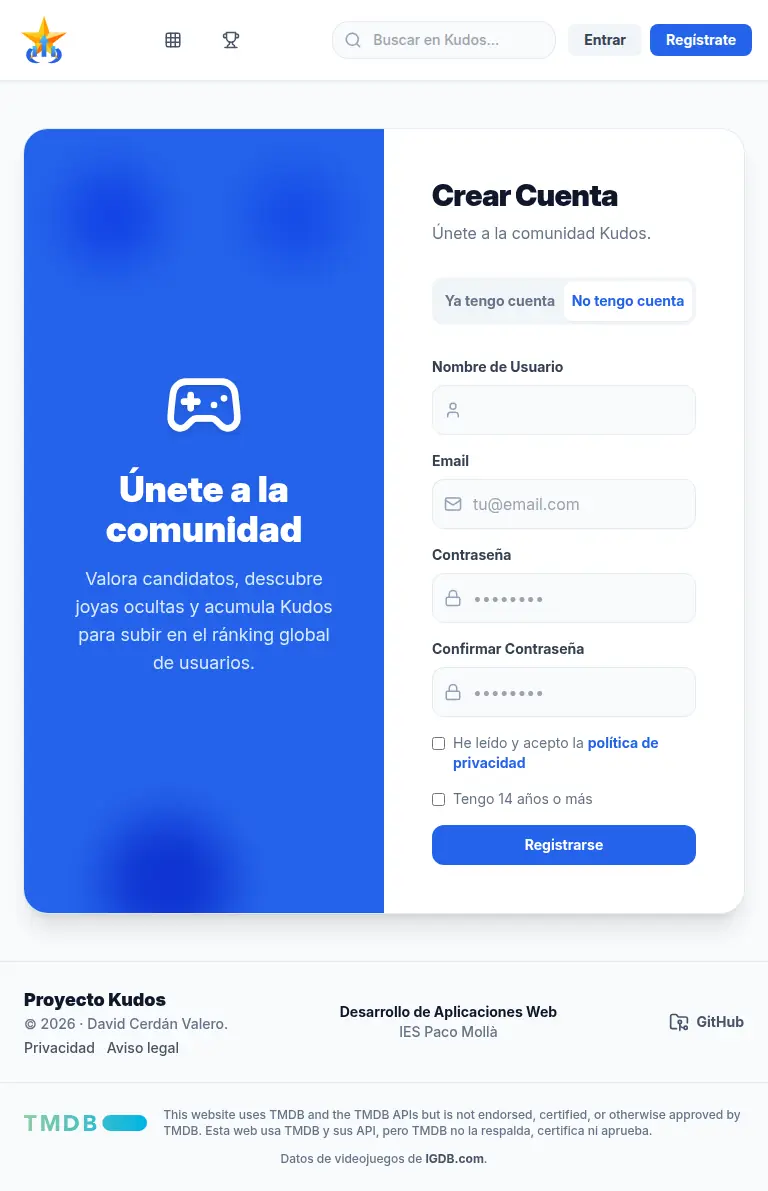 Buscar en Kudos...
Entrar
Regístrate
Únete a la
comunidad
Valora candidatos, descubre
joyas ocultas y acumula Kudos
para subir en el ránking global
de usuarios.
Crear Cuenta
Únete a la comunidad Kudos.
Ya tengo cuenta
No tengo cuenta
Nombre de Usuario
Email
tu@email.com
Contraseña
••••••••
Confirmar Contraseña
••••••••
He leído y acepto la política de
privacidad
Tengo 14 años o más
Registrarse
Proyecto Kudos
© 2026 · David Cerdán Valero.
Privacidad Aviso legal
Desarrollo de Aplicaciones Web
IES Paco Mollà
GitHub
TMDB
This website uses TMDB and the TMDB APIs but is not endorsed, certified, or otherwise approved by
TMDB. Esta web usa TMDB y sus API, pero TMDB no la respalda, certifica ni aprueba.
Datos de videojuegos de IGDB.com.